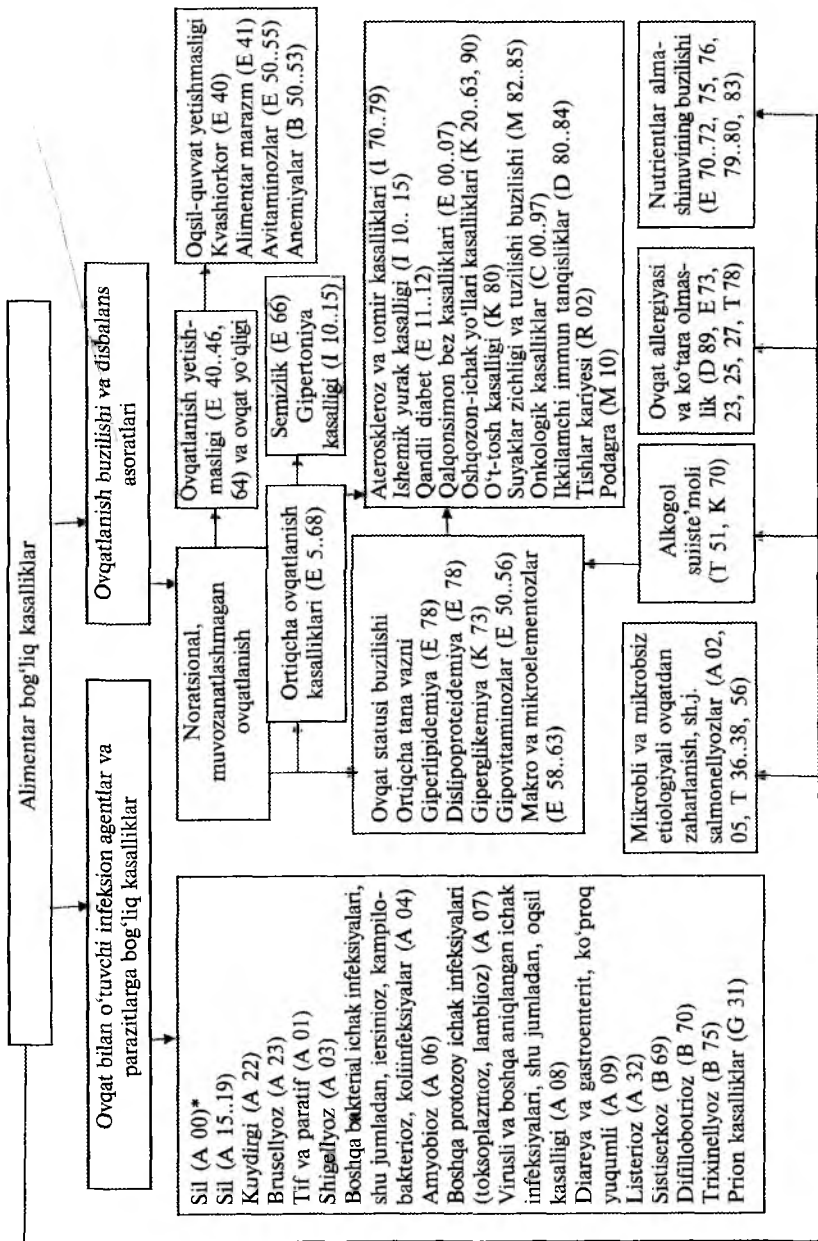 Alimentar bog'liq kasalliklar
Ovqat bilan o'tuvchi infeksion agentlar va
parazitlarga bog'liq kasalliklar
Sil (A 00)*
Sil (A 15..19)
Kuydirgi (A 22)
Brusellyoz (A 23)
Tif va paratif (A 01)
Shigellyoz (A 03)
Boshqa bakterial ichak infeksiyalari,
shu jumladan, iersinioz, kampilo-
bakterioz, koliinfeksiyalar (A 04)
Amyobioz (A 06)
Boshqa protozoy ichak infeksiyalari
(toksoplazmioz, lamblioz) (A 07)
Virusli va boshqa aniqlangan ichak
infeksiyalari, shu jumladan, oqsil
kasalligi (A 08)
Diareya va gastroenterit, ko'proq
yuqumli (A 09)
Listerioz (A 32)
Sistiserkoz (B 69)
Difillobotrioz (B 70)
Trixinellyoz (B 75)
Prion kasalliklar (G 31)
Ovqatlanish buzilishi va disbalans
asoratlari
Noratsional,
muvozanatlashmagan
ovqatlanish
Ovqatlanish yetish-
masligi (E 40..46,
64) va ovqat yo'qligi
Oqsil-quvvat yetishmasligi
Kvashiorkor (E 40)
Alimentar marazm (E 41)
Avitaminozlar (E 50..55)
Anemiyalar (B 50..53)
Ortiqcha ovqatlanish
kasalliklari (E 5..68)
Semizlik (E 66)
Gipertoniya
kasalligi (I 10..15)
Ovqat statusi buzilishi
Ortiqcha tana vazni
Giperlipidemiya (E 78)
Dislipoproteidemiya (E 78)
Giperglikemiya (K 73)
Gipovitaminozlar (E 50..56)
Makro va mikroelementozlar
(E 58..63)
Ateroskleroz va tomir kasalliklari (I 70..79)
Ishemik yurak kasalligi (I 10.. 15)
Qandli diabet (E 11..12)
Qalqonsimon bez kasalliklari (E 00..07)
Oshqozon-ichak yo'llari kasalliklari (K 20..63, 90)
O't-tosh kasalligi (K 80)
Suyaklar zichligi va tuzilishi buzilishi (M 82..85)
Onkologik kasalliklar (C 00..97)
Ikkilamchi immun tanqisliklar (D 80..84)
Tishlar kariyesi (R 02)
Podagra (M 10)
Mikrobli va mikrobsiz
etiologiyali ovqatdan
zaharlanish, sh.j.
salmonellyozlar (A 02,
05, T 36..38, 56)
Alkogol
suiiste'moli
(T 51, K 70)
Ovqat allergiyasi
va ko'tara olmas-
lik (D 89, E 73,
23, 25, 27, T 78)
Nutrientlar alma-
shinuvining buzilishi
(E 70..72, 75, 76,
79..80, 83)